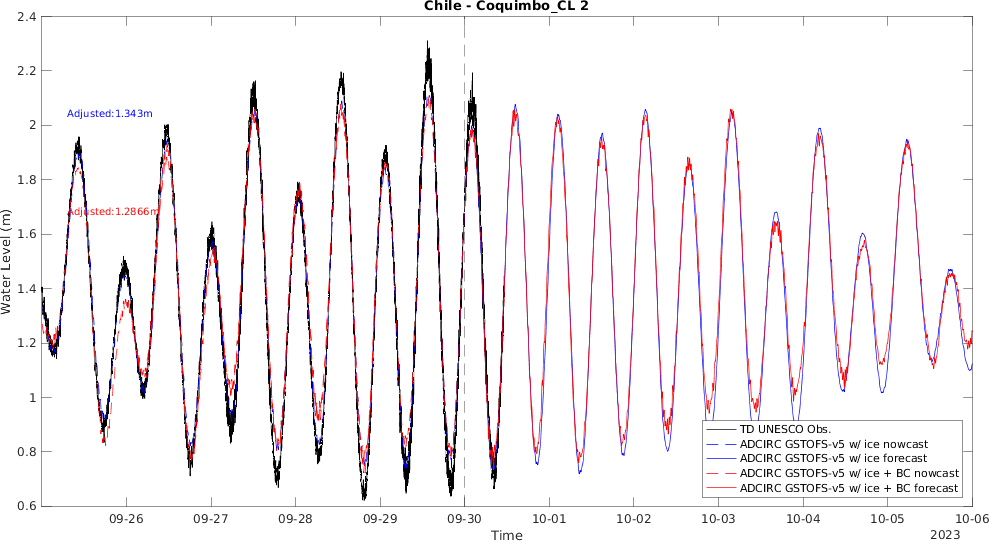 Chile - Coquimbo_CL 2
2.4
2.2
2
1.8
1.6
1.4
1.2
1
0.8
0.6
Water Level (m)
Adjusted:1.343m
Adjusted:1.2866m
TD UNESCO Obs.
ADCIRC GSTOFS-v5 w/ ice nowcast
ADCIRC GSTOFS-v5 w/ ice forecast
ADCIRC GSTOFS-v5 w/ ice + BC nowcast
ADCIRC GSTOFS-v5 w/ ice + BC forecast
09-26 09-27 09-28 09-29 09-30 10-01 10-02 10-03 10-04 10-05 10-06
Time
2023